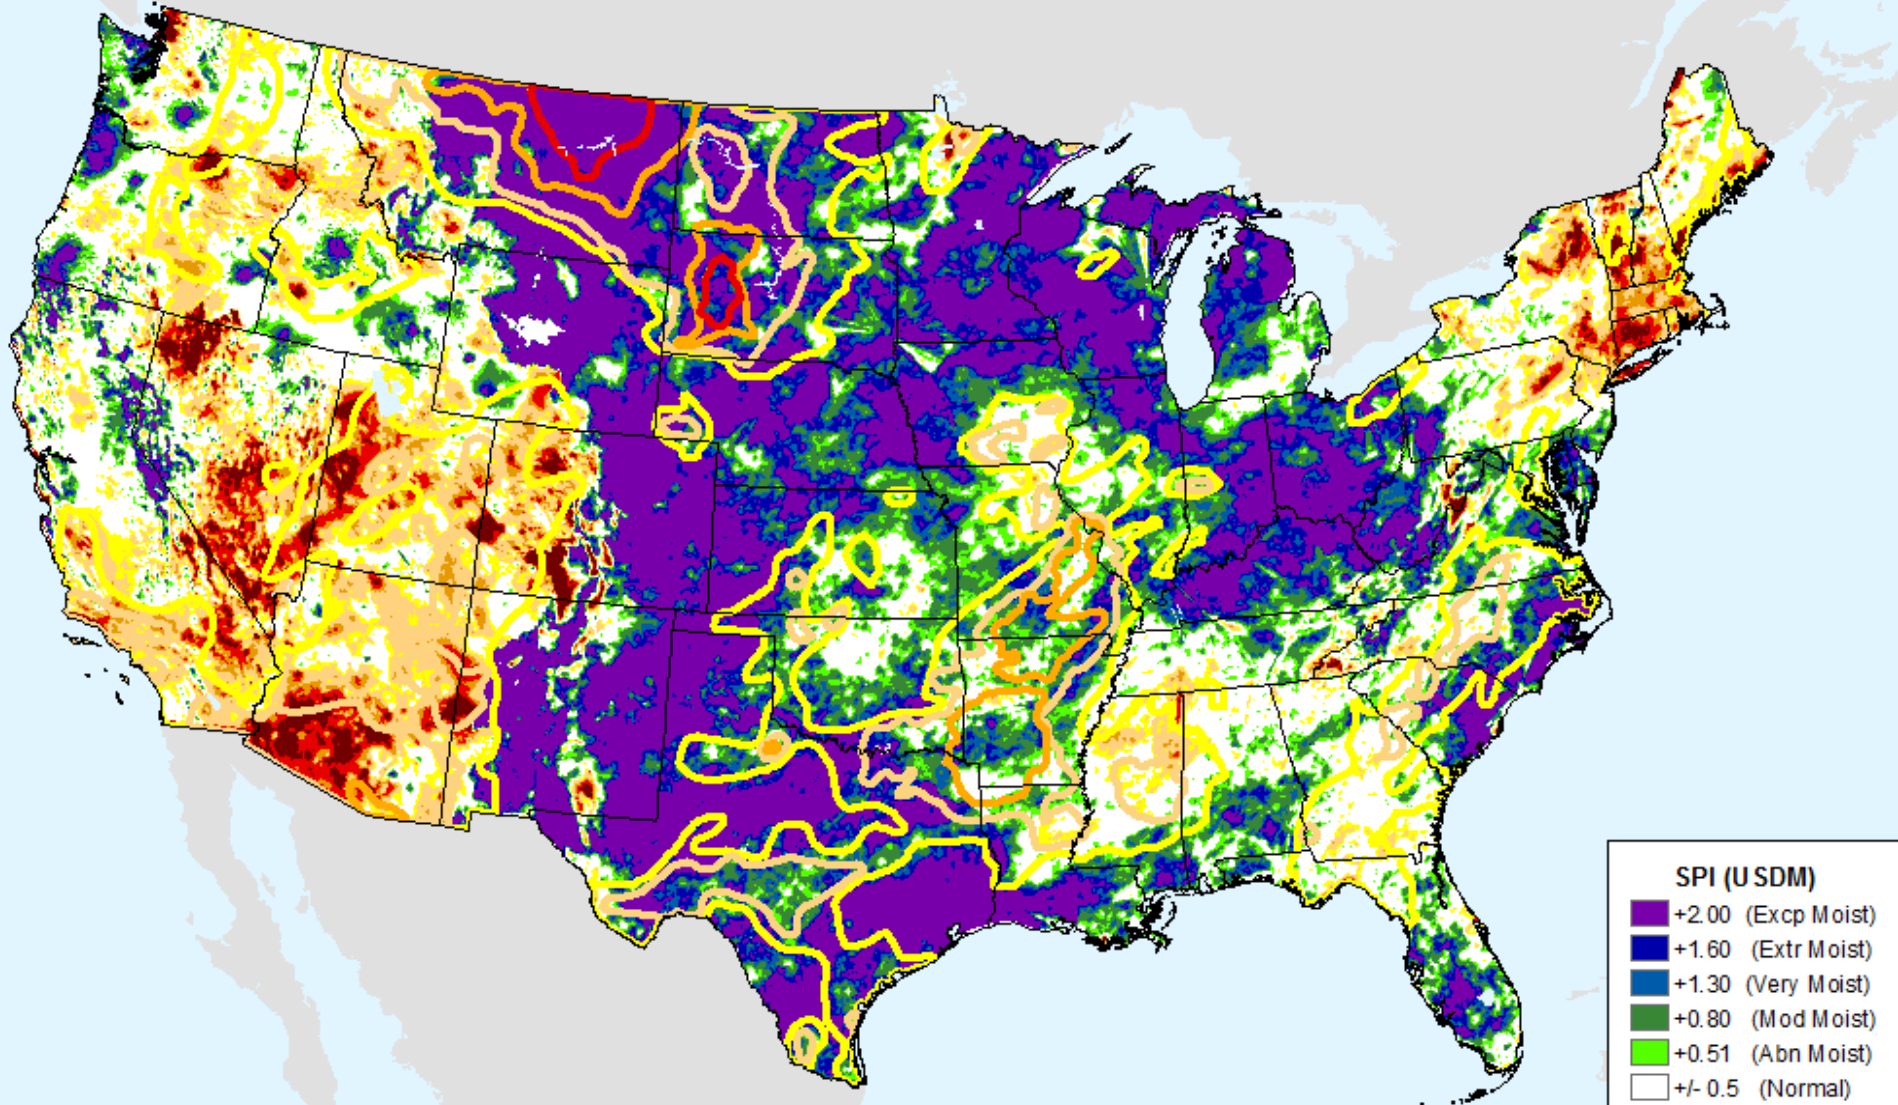 SPI (USDM)
+2.00 (Excp Moist)
+1.60 (Extr Moist)
+1.30 (Very Moist)
+0.80 (Mod Moist)
+0.51 (Abn Moist)
+/- 0.5 (Normal)